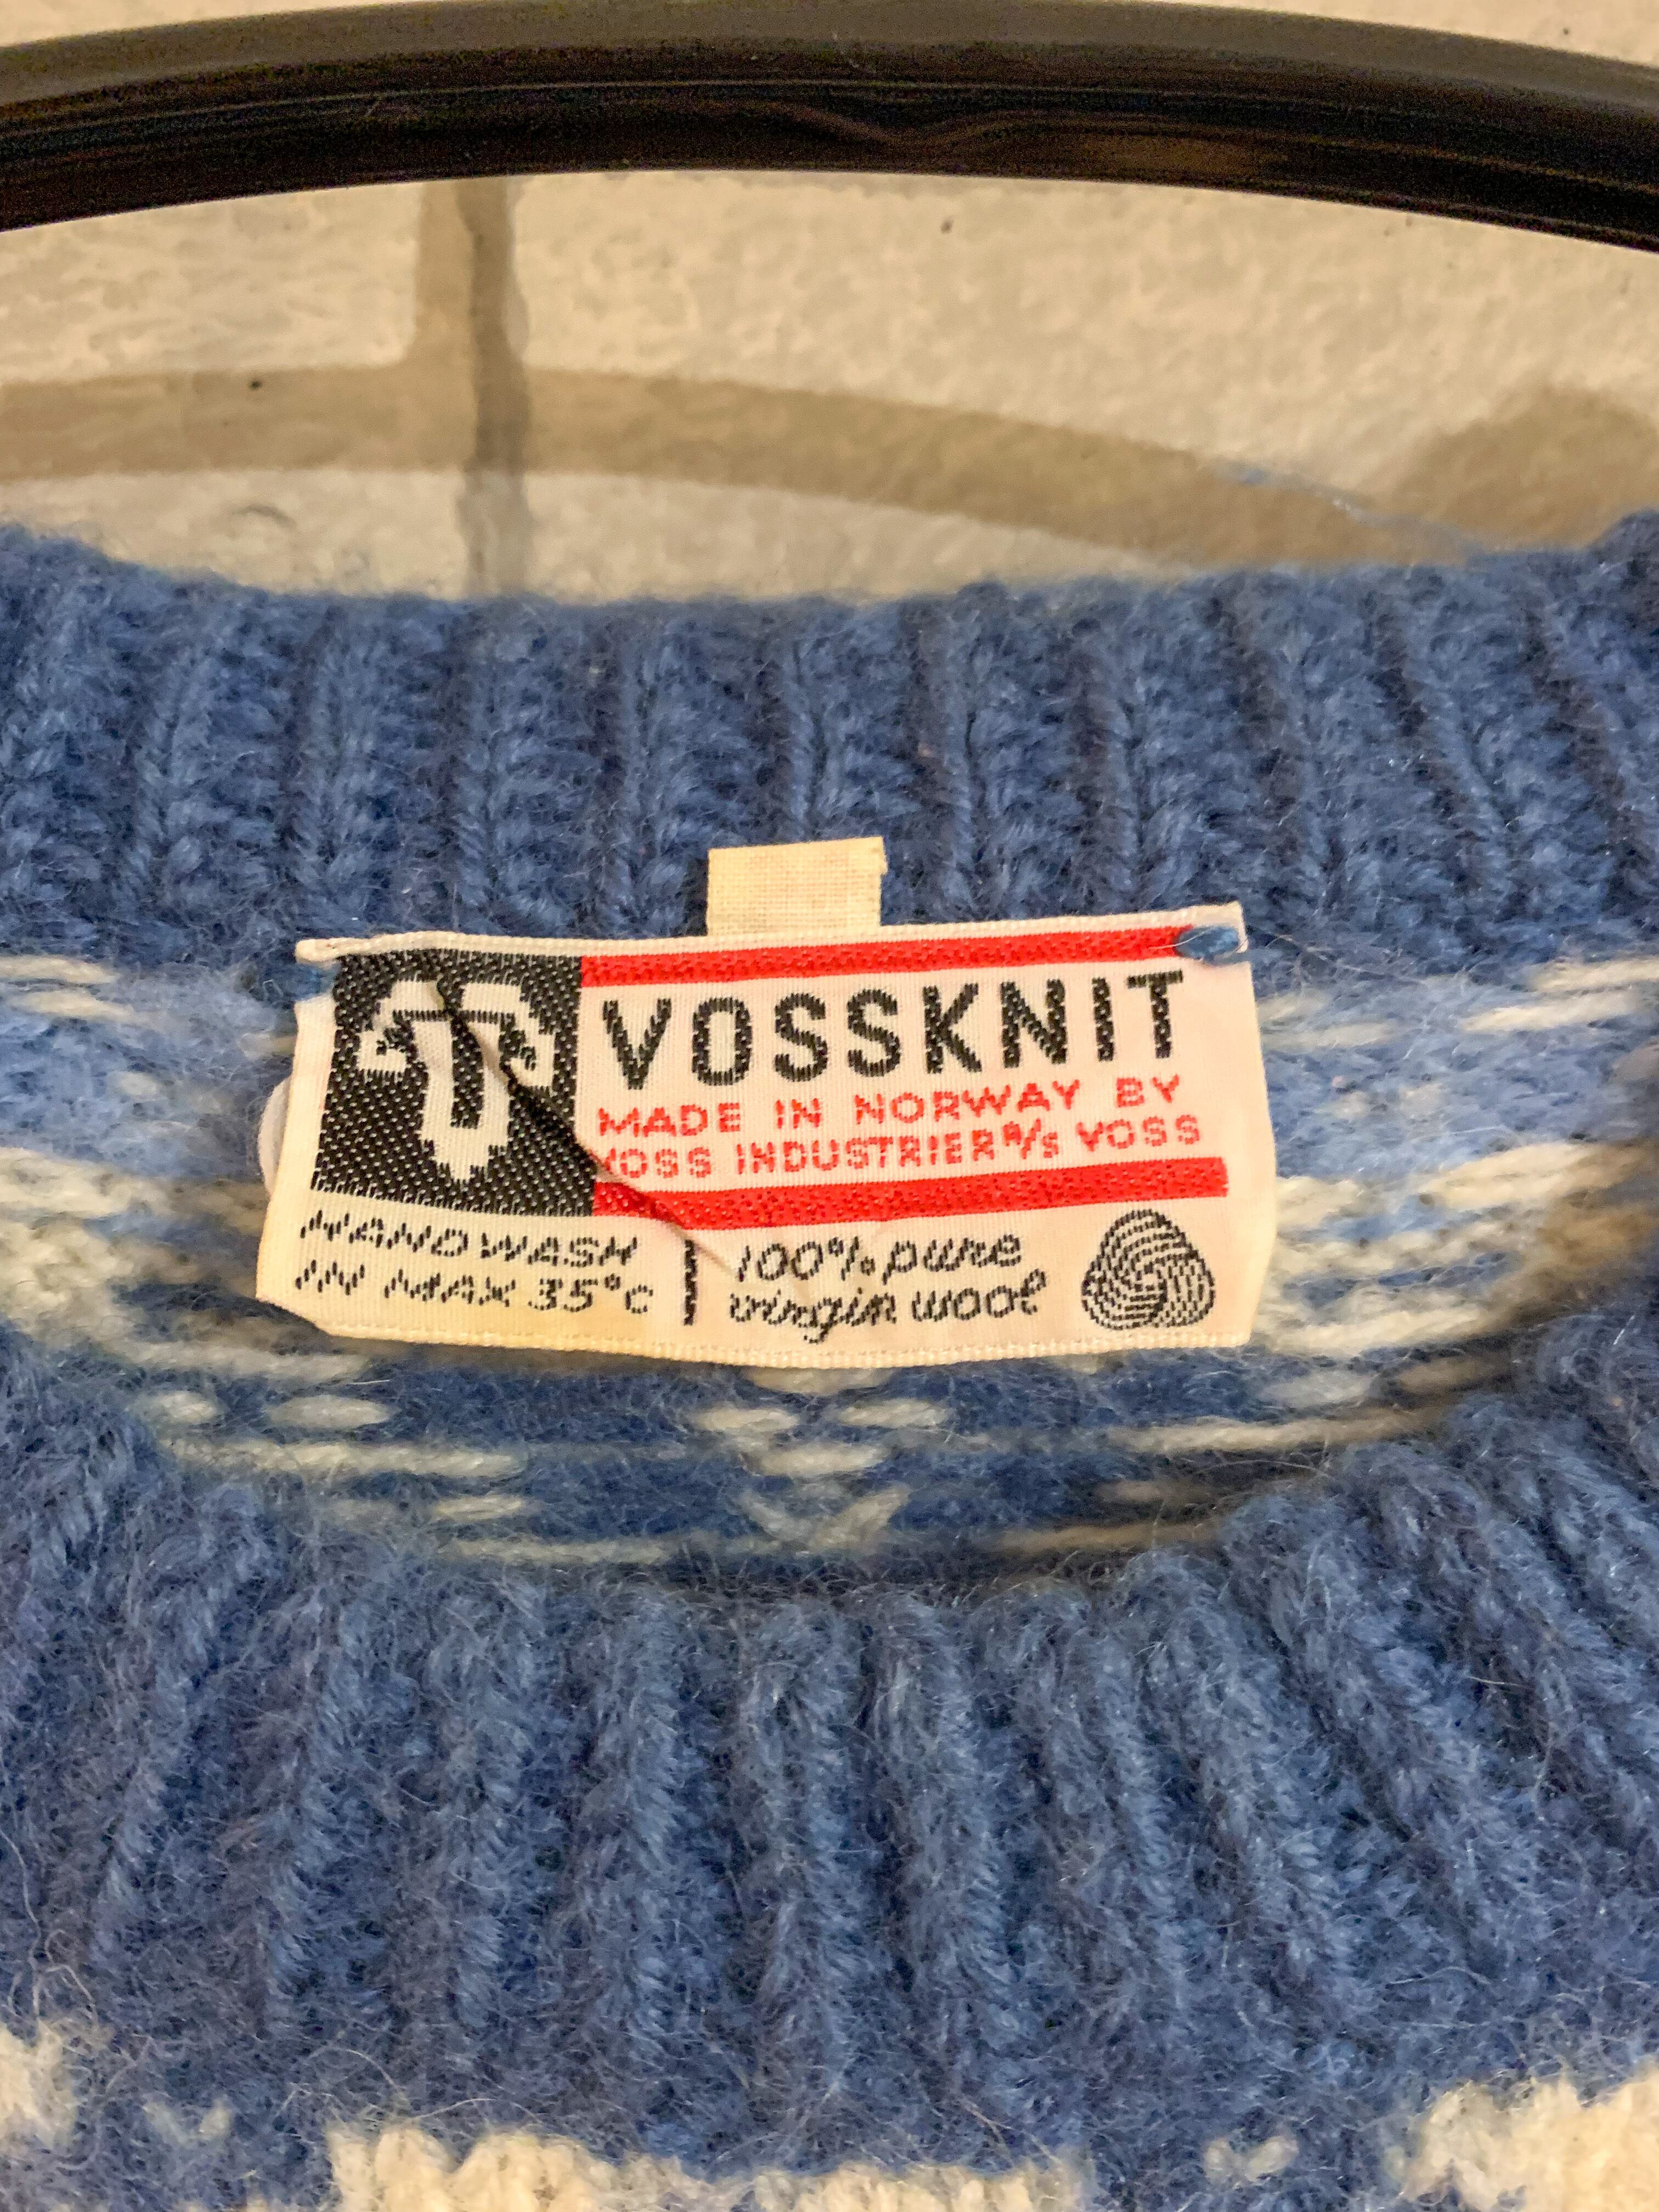 VOSSKNIT
MADE IN NORWAY BY
VOSS INDUSTRIER A/S VOSS
HAND WASH
IN MAX 35°C
100% pure
virgin wool